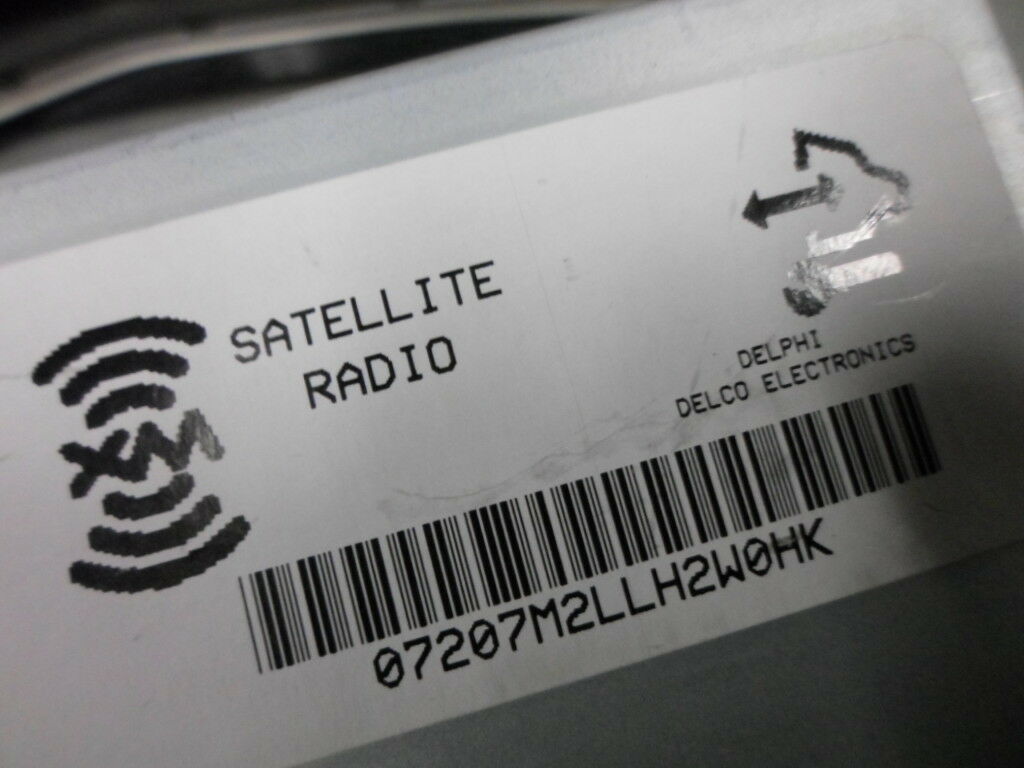 XM
SATELLITE
RADIO
DELPHI
DELCO ELECTRONICS
07207M2LLH2W0HK